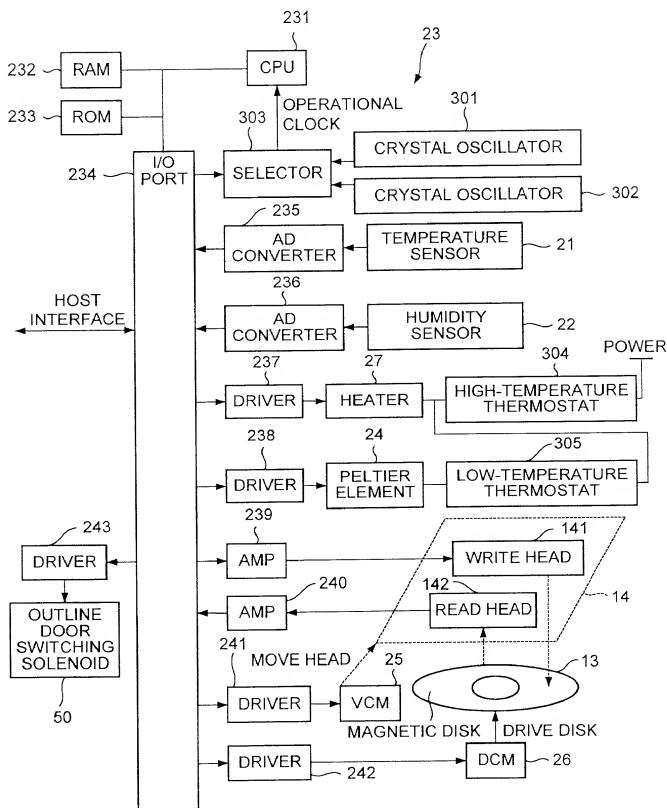 231
23
232
RAM
CPU
233
ROM
OPERATIONAL
CLOCK
301
303
CRYSTAL OSCILLATOR
I/O
PORT
234
SELECTOR
CRYSTAL OSCILLATOR
302
235
AD
CONVERTER
TEMPERATURE
SENSOR
21
236
HOST
INTERFACE
AD
CONVERTER
HUMIDITY
SENSOR
22
POWER
237
27
304
DRIVER
HEATER
HIGH-TEMPERATURE
THERMOSTAT
238
24
305
DRIVER
PELTIER
ELEMENT
LOW-TEMPERATURE
THERMOSTAT
239
243
141
DRIVER
AMP
WRITE HEAD
240
142
AMP
READ HEAD
14
OUTLINE
DOOR
SWITCHING
SOLENOID
50
241
MOVE HEAD
25
13
DRIVER
VCM
MAGNETIC DISK
DRIVE DISK
DRIVER
242
DCM
26